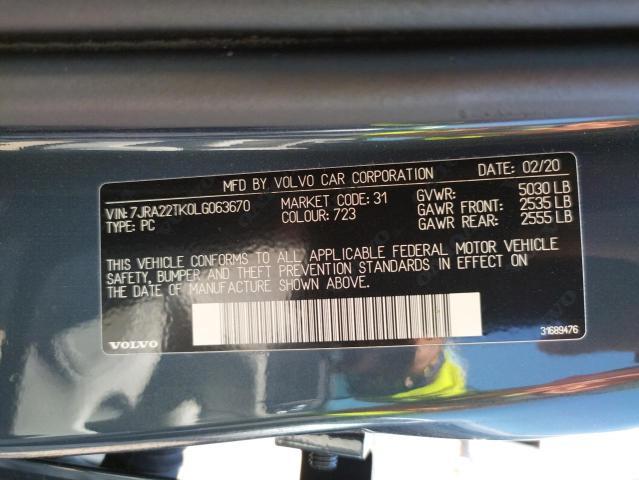 MFD BY VOLVO CAR CORPORATION DATE: 02/20
VIN: 7JRA22TK0LG063670 MARKET CODE: 31 GVWR: 5030 LB
TYPE: PC COLOUR: 723 GAWR FRONT: 2535 LB
GAWR REAR: 2555 LB
THIS VEHICLE CONFORMS TO ALL APPLICABLE FEDERAL MOTOR VEHICLE
SAFETY, BUMPER AND THEFT PREVENTION STANDARDS IN EFFECT ON
THE DATE OF MANUFACTURE SHOWN ABOVE.
VOLVO 31689476